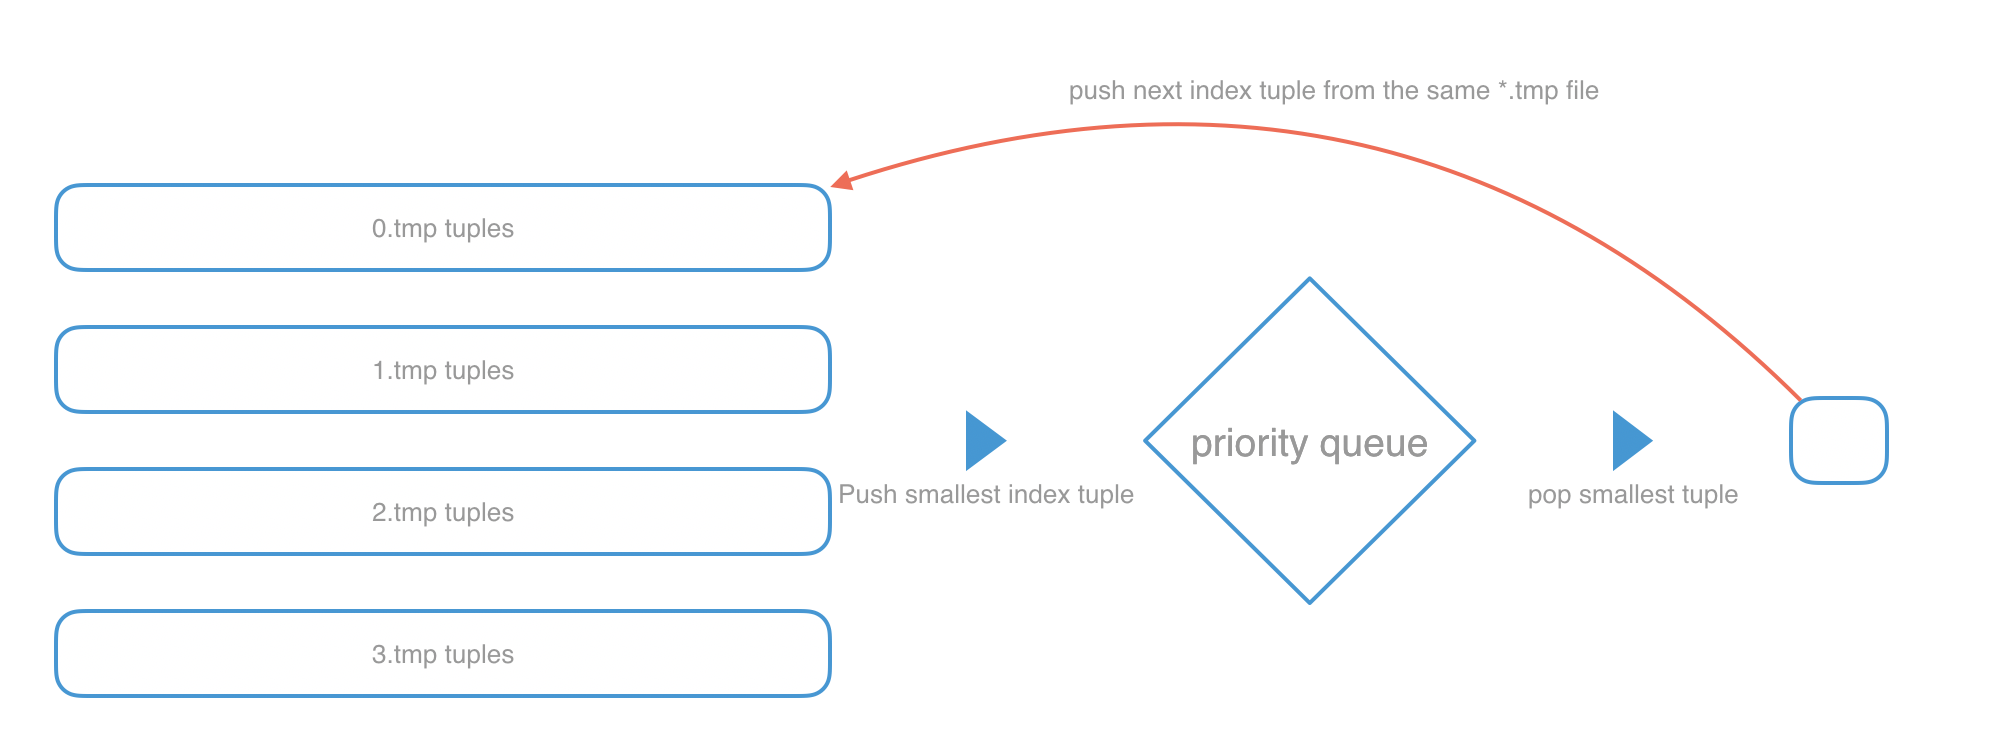 push next index tuple from the same *.tmp file
0.tmp tuples
1.tmp tuples
2.tmp tuples
3.tmp tuples
Push smallest index tuple
priority queue
pop smallest tuple